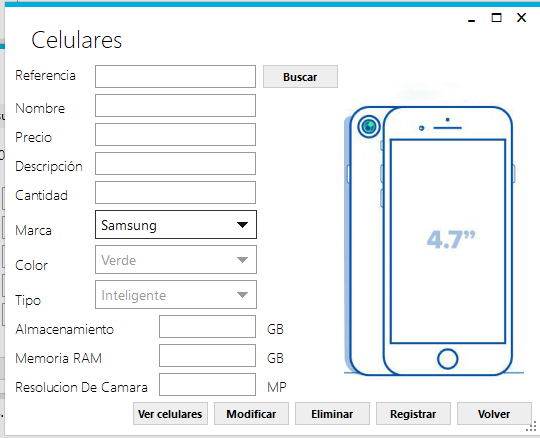 Celulares
Referencia
Buscar
Nombre
Precio
Descripción
Cantidad
Marca
Samsung
Color
Verde
Tipo
Inteligente
Almacenamiento
GB
Memoria RAM
GB
Resolucion De Camara
MP
4.7”
Ver celulares
Modificar
Eliminar
Registrar
Volver